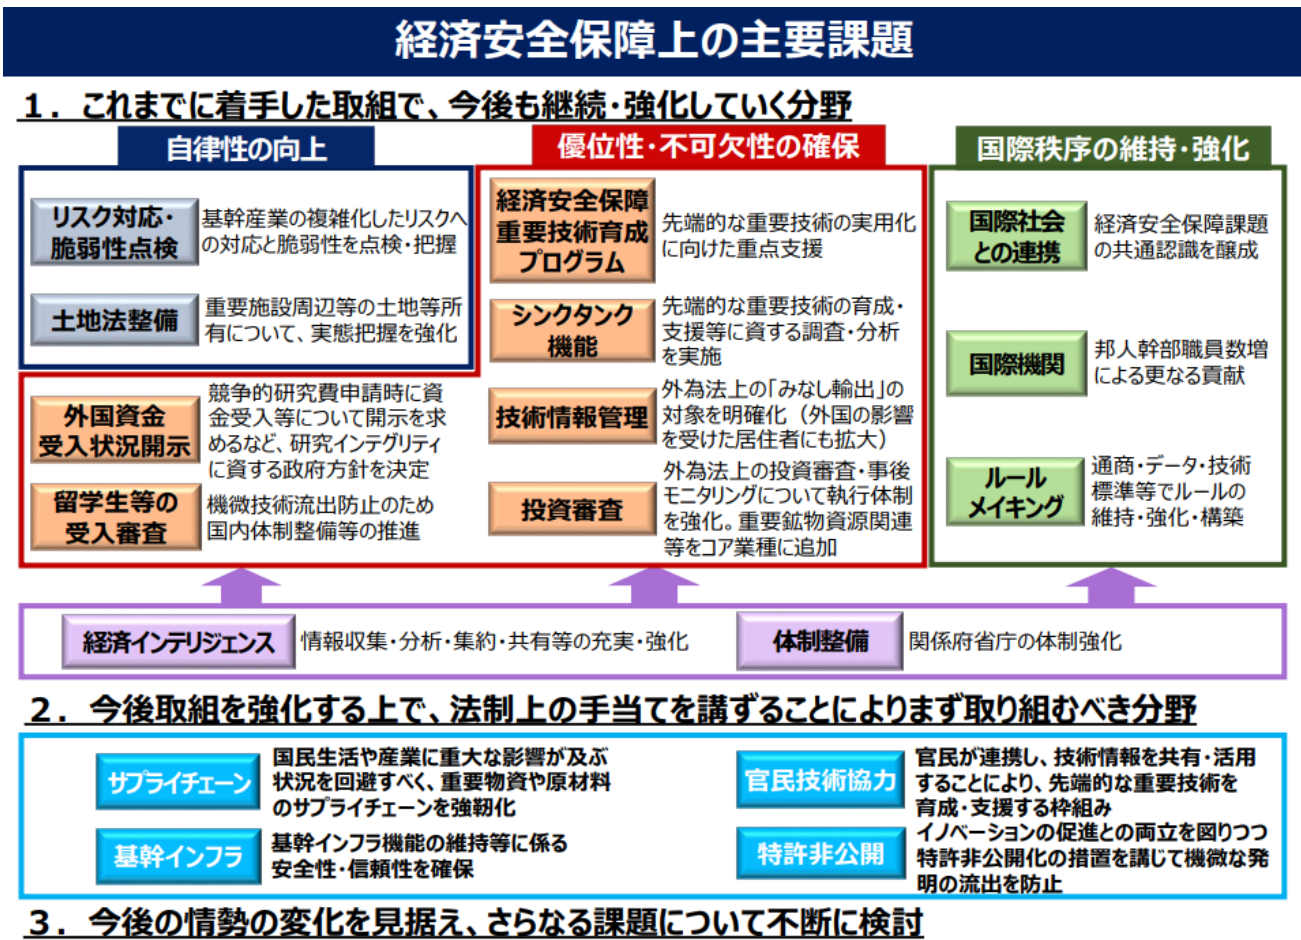 経済安全保障上の主要課題
１．これまでに着手した取組で、今後も継続・強化していく分野
自律性の向上
リスク対応・
脆弱性点検
基幹産業の複雑化したリスクへ
の対応と脆弱性を点検・把握
土地法整備
重要施設周辺等の土地等所
有について、実態把握を強化
優位性・不可欠性の確保
外国資金
受入状況開示
競争的研究費申請時に資
金受入等について開示を求
めるなど、研究インテグリティ
に資する政府方針を決定
留学生等の
受入審査
機微技術流出防止のため
国内体制整備等の推進
経済安全保障
重要技術育成
プログラム
先端的な重要技術の実用化
に向けた重点支援
シンクタンク
機能
先端的な重要技術の育成・
支援等に資する調査・分析
を実施
技術情報管理
外為法上の「みなし輸出」の
対象を明確化（外国の影響
を受けた居住者にも拡大）
投資審査
外為法上の投資審査・事後
モニタリングについて執行体制
を強化。重要鉱物資源関連
等をコア業種に追加
国際秩序の維持・強化
国際社会
との連携
経済安全保障課題
の共通認識を醸成
国際機関
邦人幹部職員数増
による更なる貢献
ルール
メイキング
通商・データ・技術
標準等でルールの
維持・強化・構築
経済インテリジェンス
情報収集・分析・集約・共有等の充実・強化
体制整備
関係府省庁の体制強化
２．今後取組を強化する上で、法制上の手当てを講ずることによりまず取り組むべき分野
サプライチェーン
国民生活や産業に重大な影響が及ぶ
状況を回避すべく、重要物資や原材料
のサプライチェーンを強靭化
基幹インフラ
基幹インフラ機能の維持等に係る
安全性・信頼性を確保
官民技術協力
官民が連携し、技術情報を共有・活用
することにより、先端的な重要技術を
育成・支援する枠組み
特許非公開
イノベーションの促進との両立を図りつつ
特許非公開化の措置を講じて機微な発
明の流出を防止
３．今後の情勢の変化を見据え、さらなる課題について不断に検討